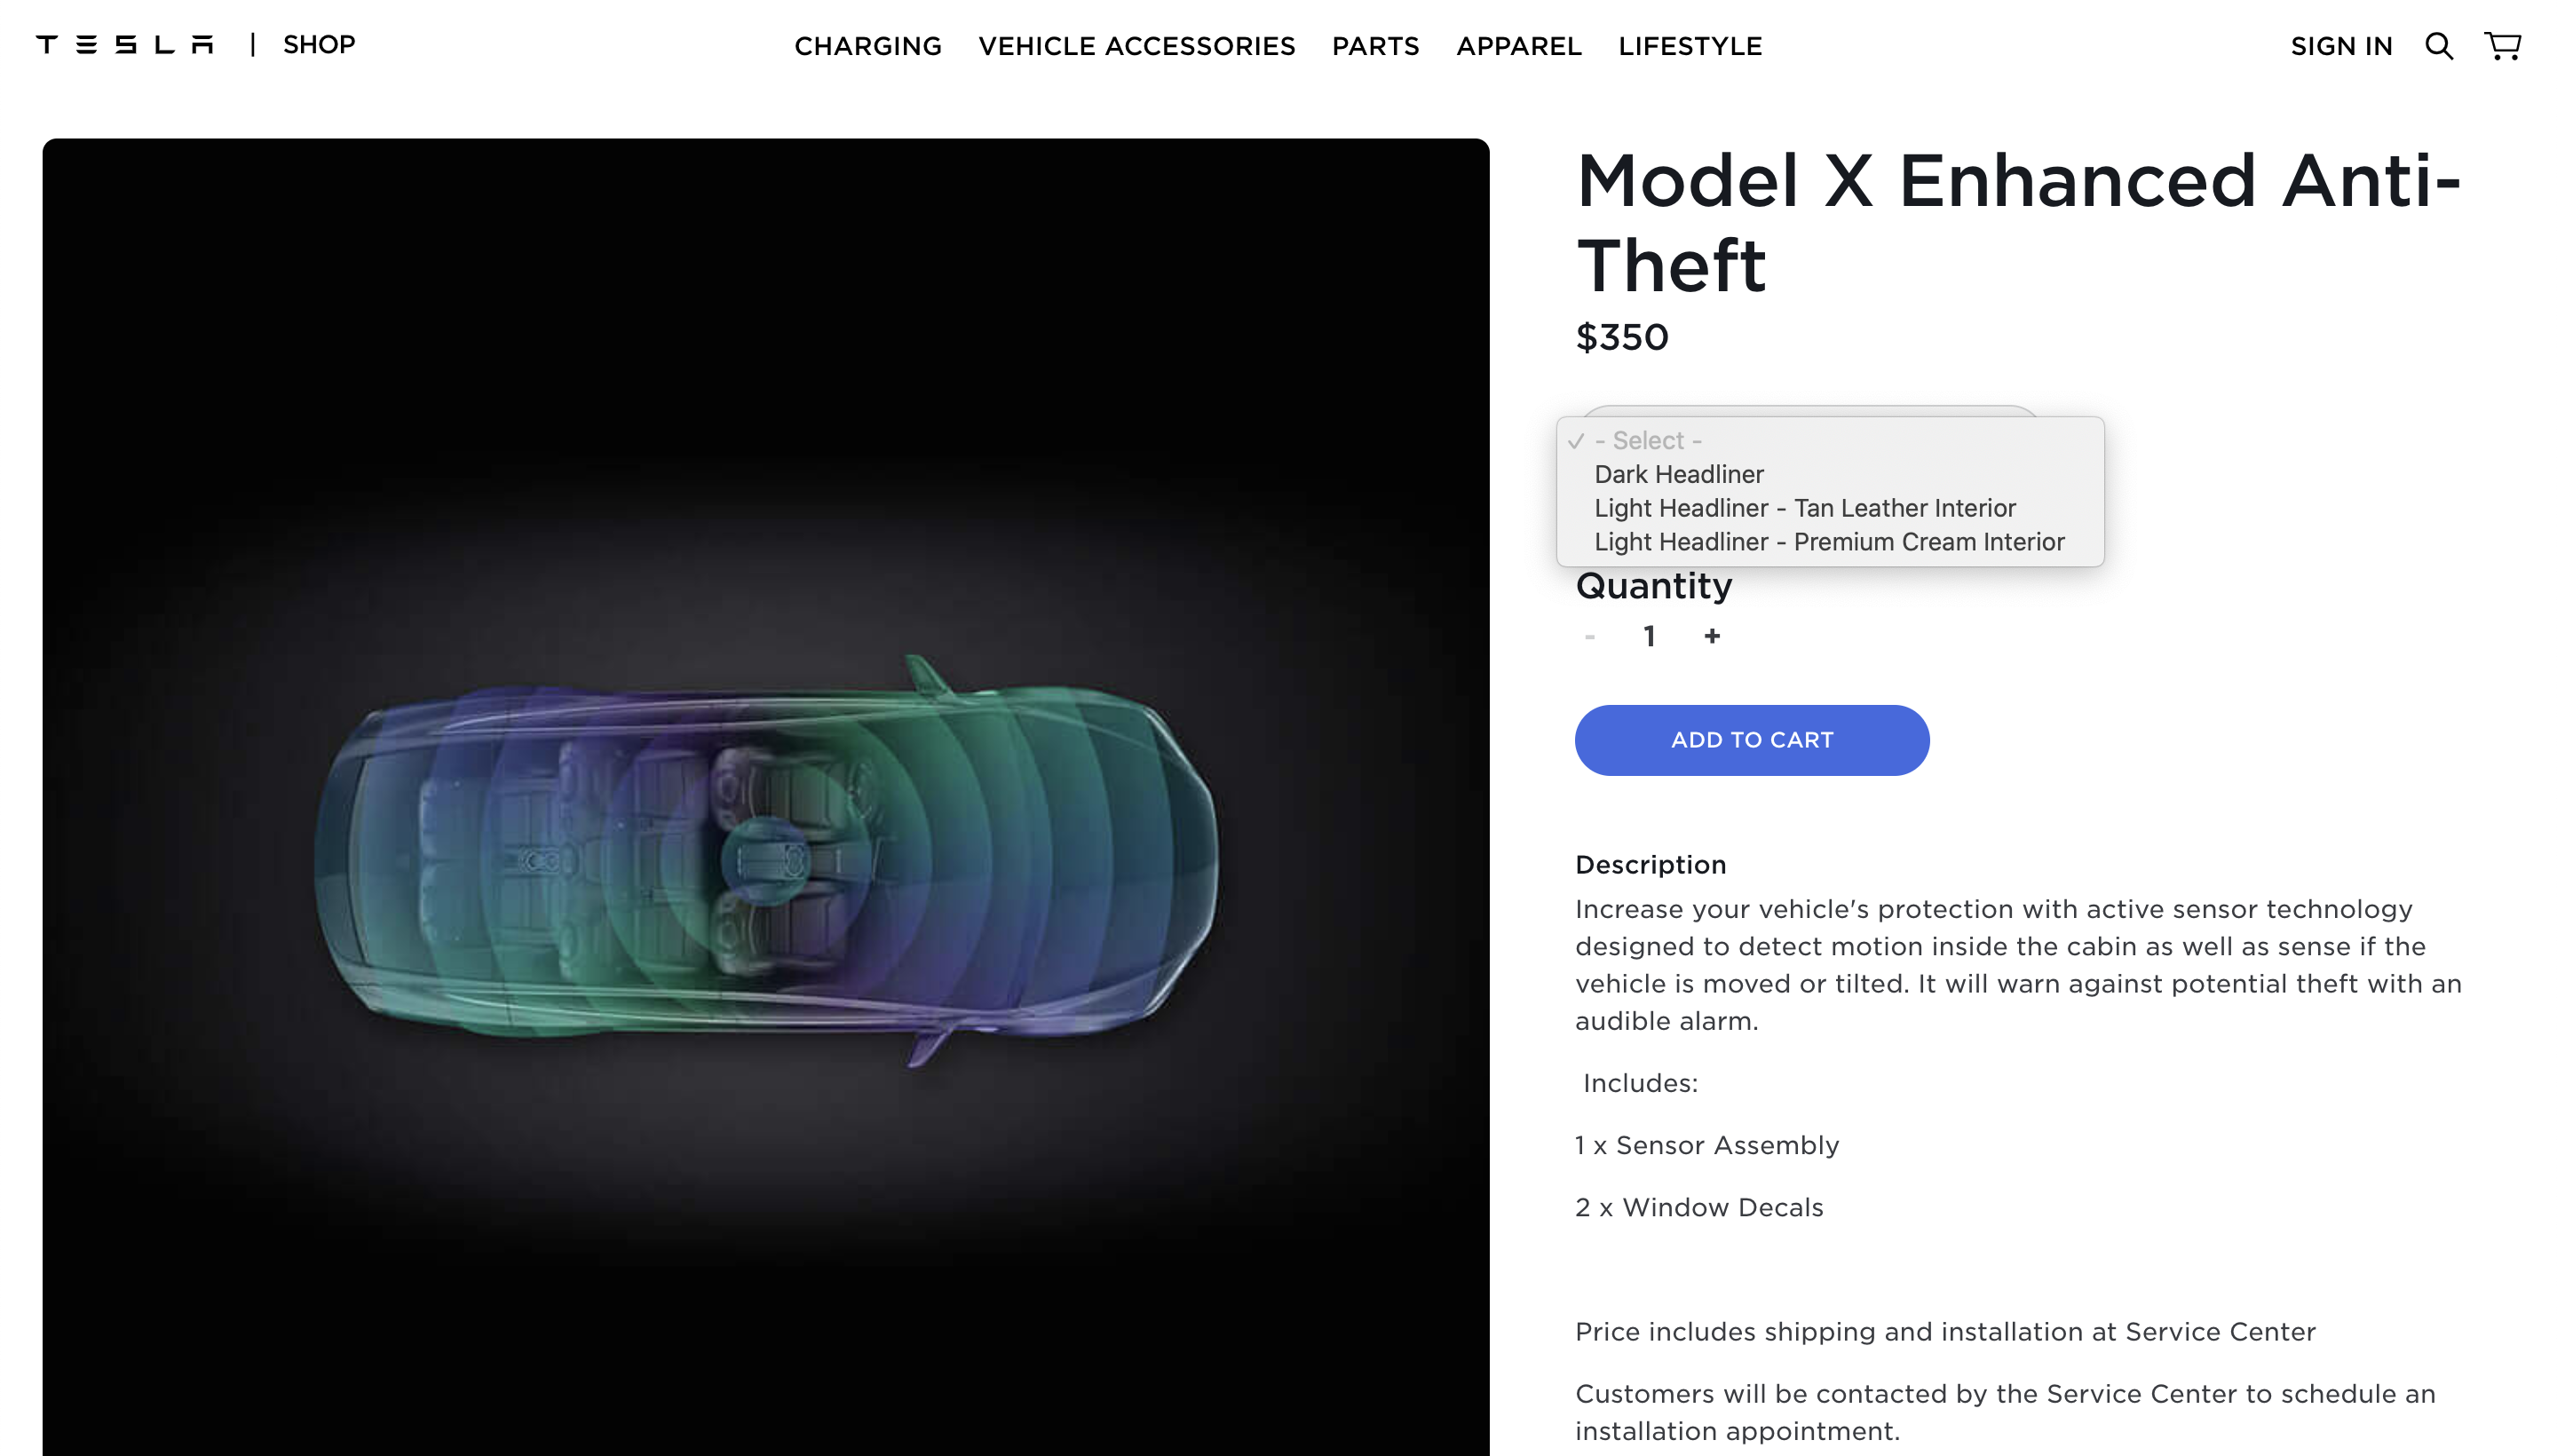 TESLA | SHOP
CHARGING VEHICLE ACCESSORIES PARTS APPAREL LIFESTYLE
SIGN IN
Model X Enhanced Anti-
Theft
$350
✓ - Select -
Dark Headliner
Light Headliner - Tan Leather Interior
Light Headliner - Premium Cream Interior
Quantity
- 1 +
ADD TO CART
Description
Increase your vehicle's protection with active sensor technology
designed to detect motion inside the cabin as well as sense if the
vehicle is moved or tilted. It will warn against potential theft with an
audible alarm.
Includes:
1 x Sensor Assembly
2 x Window Decals
Price includes shipping and installation at Service Center
Customers will be contacted by the Service Center to schedule an
installation appointment.